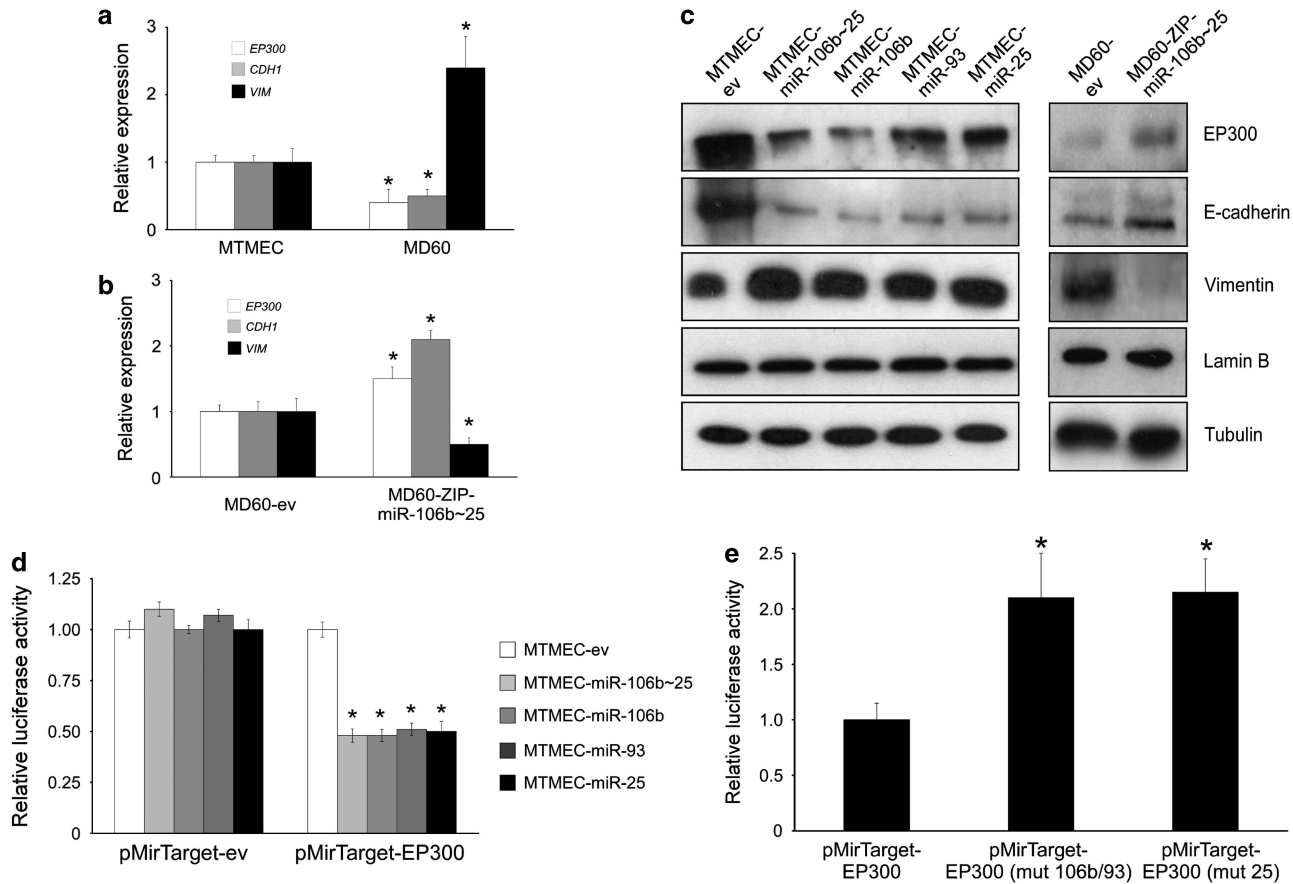 a
3
2
1
0
Relative expression
EP300
CDH1
VIM
*
*
*
MTMEC
MD60
b
3
2
1
0
Relative expression
EP300
CDH1
VIM
*
*
*
MD60-ev
MD60-ZIP-
miR-106b~25
c
MTMEC-
ev
MTMEC-
miR-106b~25
MTMEC-
miR-106b
MTMEC-
miR-93
MTMEC-
miR-25
MD60-
ev
MD60-ZIP-
miR-106b~25
EP300
E-cadherin
Vimentin
Lamin B
Tubulin
d
1.25
1.00
0.75
0.50
0.25
0
Relative luciferase activity
* * * *
pMirTarget-ev
pMirTarget-EP300
MTMEC-ev
MTMEC-miR-106b~25
MTMEC-miR-106b
MTMEC-miR-93
MTMEC-miR-25
e
2.5
2.0
1.5
1.0
0.5
0
Relative luciferase activity
*
*
pMirTarget-
EP300
pMirTarget-
EP300 (mut 106b/93)
pMirTarget-
EP300 (mut 25)